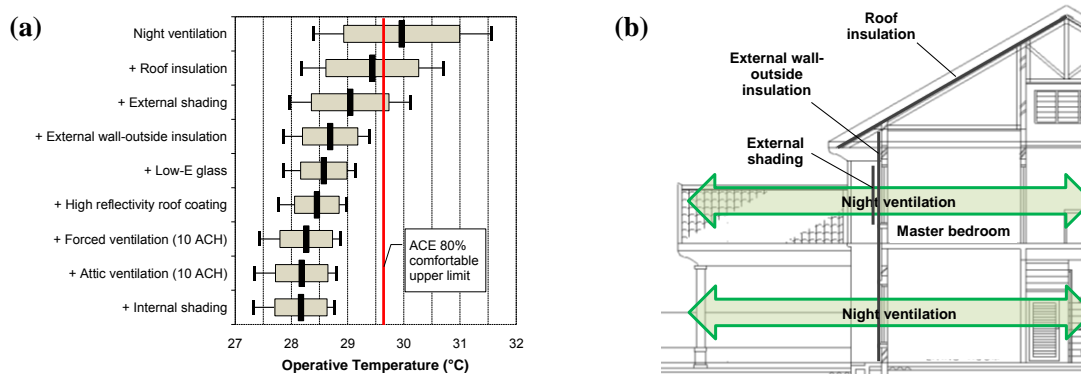 (a)
Night ventilation
+ Roof insulation
+ External shading
+ External wall-outside insulation
+ Low-E glass
+ High reflectivity roof coating
+ Forced ventilation (10 ACH)
+ Attic ventilation (10 ACH)
+ Internal shading
ACE 80%
comfortable
upper limit
27 28 29 30 31 32
Operative Temperature (°C)
(b)
Roof
insulation
External wall-
outside
insulation
External
shading
Night ventilation
Master bedroom
Night ventilation